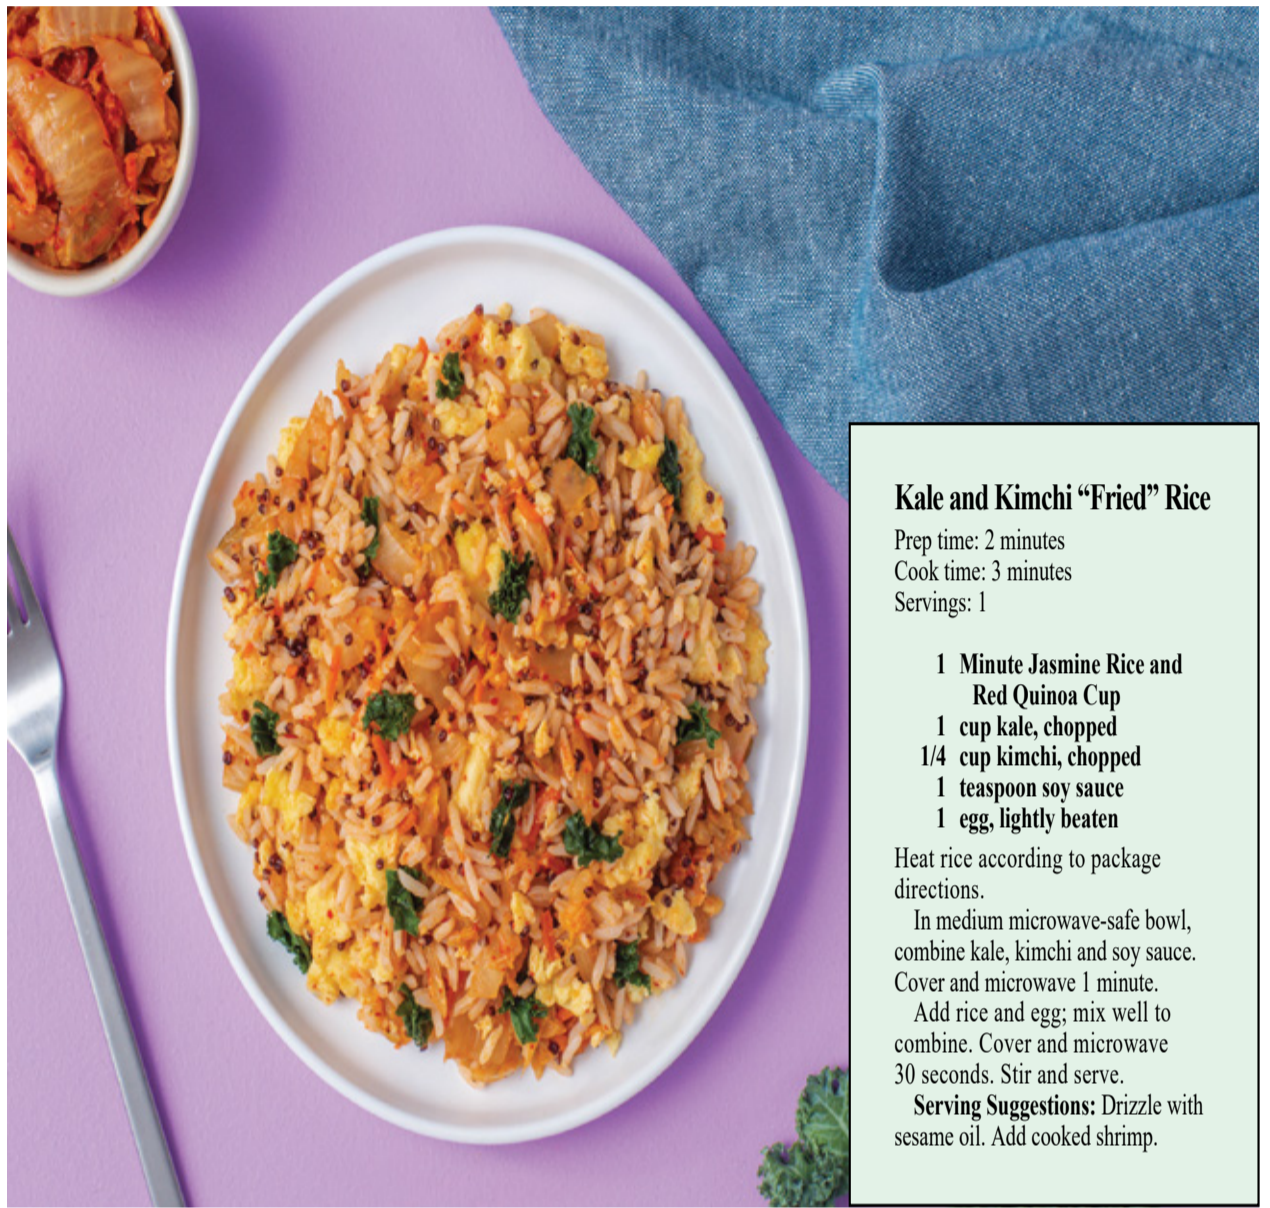 Kale and Kimchi “Fried” Rice
Prep time: 2 minutes
Cook time: 3 minutes
Servings: 1
1 Minute Jasmine Rice and
Red Quinoa Cup
1 cup kale, chopped
1/4 cup kimchi, chopped
1 teaspoon soy sauce
1 egg, lightly beaten
Heat rice according to package
directions.
In medium microwave-safe bowl,
combine kale, kimchi and soy sauce.
Cover and microwave 1 minute.
Add rice and egg; mix well to
combine. Cover and microwave
30 seconds. Stir and serve.
Serving Suggestions: Drizzle with
sesame oil. Add cooked shrimp.